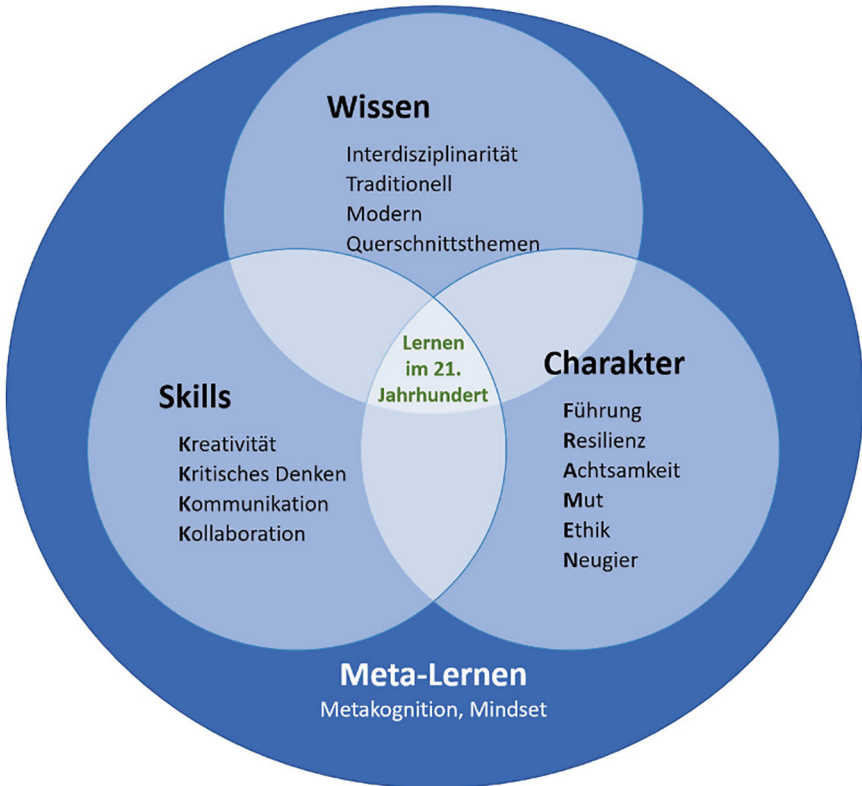 Wissen
Interdisziplinarität
Traditionell
Modern
Querschnittsthemen
Lernen
im 21.
Jahrhundert
Skills
Kreativität
Kritisches Denken
Kommunikation
Kollaboration
Charakter
Führung
Resilienz
Achtsamkeit
Mut
Ethik
Neugier
Meta-Lernen
Metakognition, Mindset